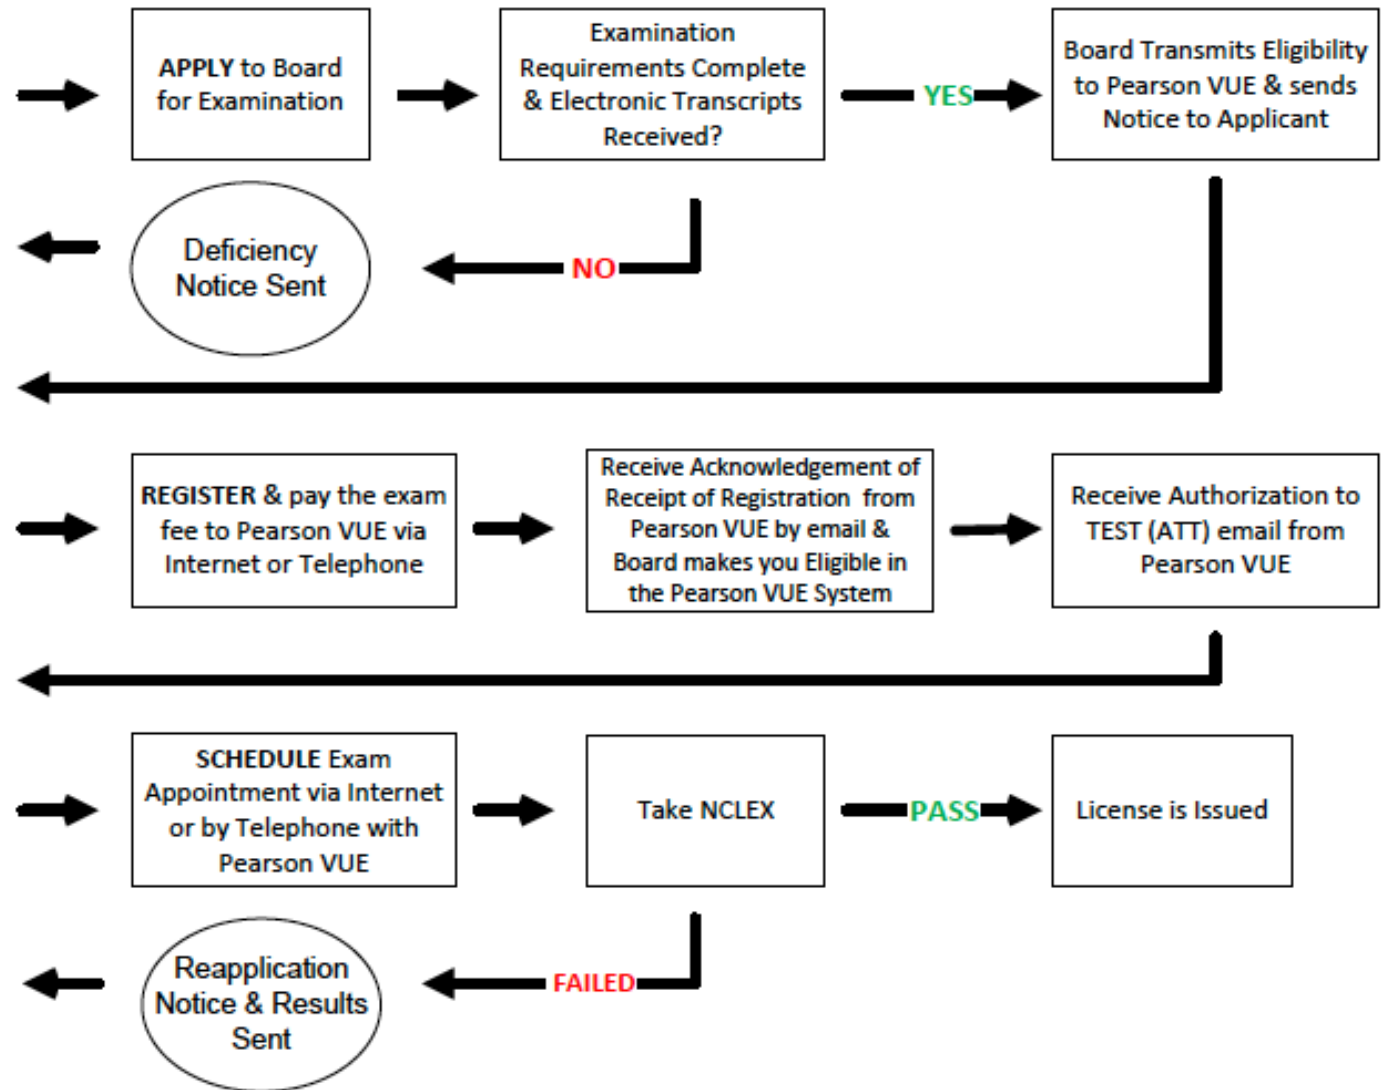 APPLY to Board
for Examination
Examination
Requirements Complete
& Electronic Transcripts
Received?
YES
Board Transmits Eligibility
to Pearson VUE & sends
Notice to Applicant
Deficiency
Notice Sent
NO
REGISTER & pay the exam
fee to Pearson VUE via
Internet or Telephone
Receive Acknowledgement of
Receipt of Registration from
Pearson VUE by email &
Board makes you Eligible in
the Pearson VUE System
Receive Authorization to
TEST (ATT) email from
Pearson VUE
SCHEDULE Exam
Appointment via Internet
or by Telephone with
Pearson VUE
Take NCLEX
PASS
License is Issued
Reapplication
Notice & Results
Sent
FAILED